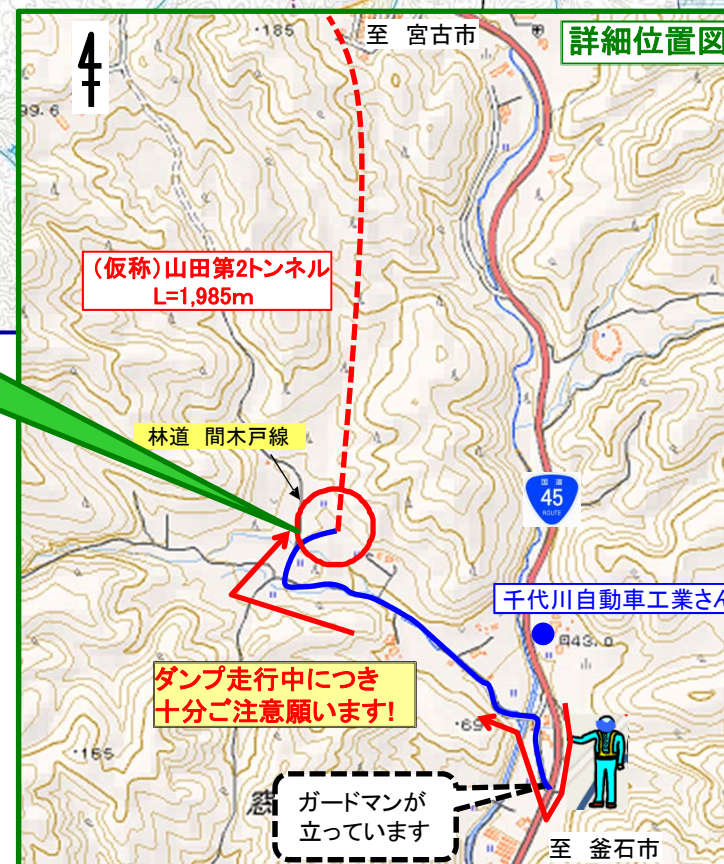 詳細位置図
至 宮古市
・185
99.6
(仮称)山田第2トンネル
L=1,985m
林道 間木戸線
国道
45
ROUTE
千代川自動車工業さん
43.0
ダンプ走行中につき
十分ご注意願います!
・69
・165
ガードマンが
立っています
至 釜石市